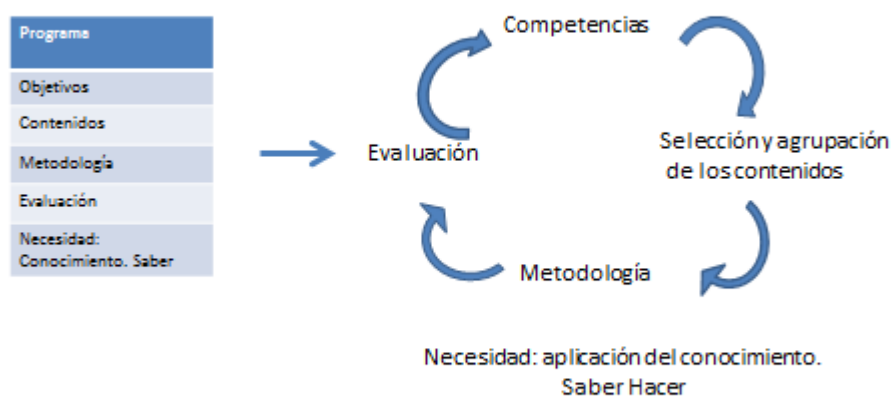 Programa
Objetivos
Contenidos
Metodología
Evaluación
Necesidad:
Conocimiento. Saber
Competencias
Selección y agrupación
de los contenidos
Metodología
Evaluación
Necesidad: aplicación del conocimiento.
Saber Hacer